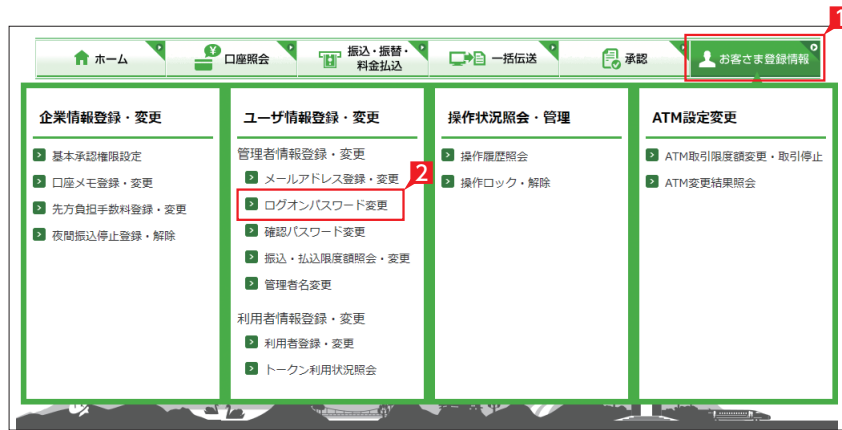 1
ホーム
口座照会
振込・振替・
料金払込
一括伝送
承認
お客さま登録情報
企業情報登録・変更
基本承認権限設定
口座メモ登録・変更
先方負担手数料登録・変更
夜間振込停止登録・解除
ユーザ情報登録・変更
管理者情報登録・変更
メールアドレス登録・変更
2
ログオンパスワード変更
確認パスワード変更
振込・払込限度額照会・変更
管理者名変更
利用者情報登録・変更
利用者登録・変更
トークン利用状況照会
操作状況照会・管理
操作履歴照会
操作ロック・解除
ATM設定変更
ATM取引限度額変更・取引停止
ATM変更結果照会